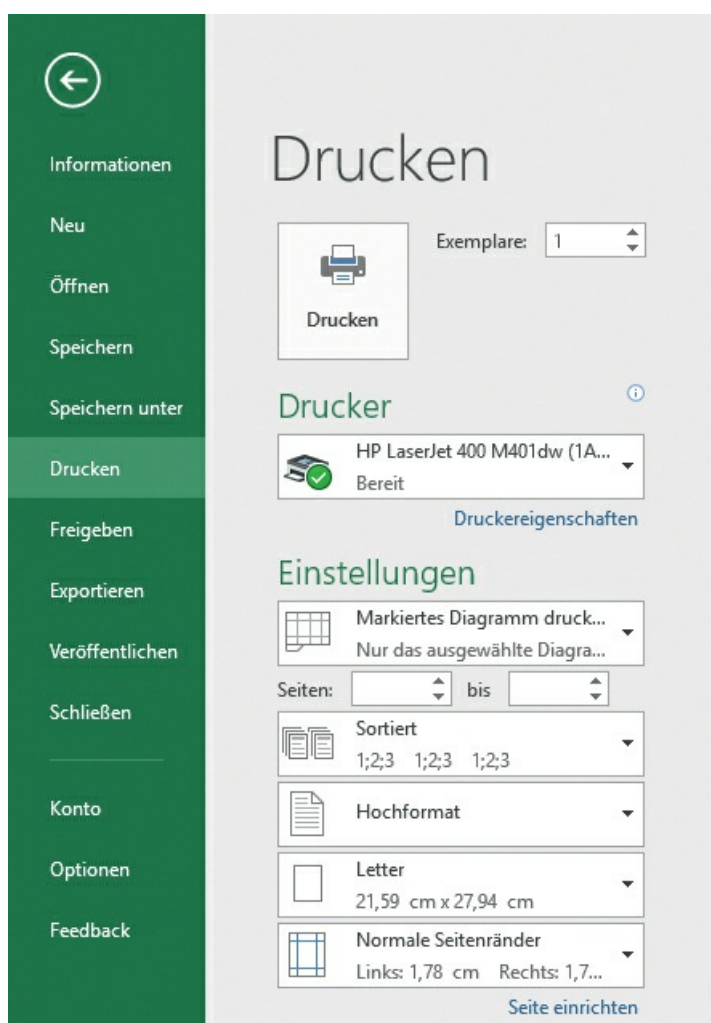 Informationen
Neu
Öffnen
Speichern
Speichern unter
Drucken
Freigeben
Exportieren
Veröffentlichen
Schließen
Konto
Optionen
Feedback
Drucken
Drucken
Exemplare: 1
Drucker
HP LaserJet 400 M401dw (1A...
Bereit
Druckereigenschaften
Einstellungen
Markiertes Diagramm druck...
Nur das ausgewählte Diagra...
Seiten: bis
Sortiert
1;2;3 1;2;3 1;2;3
Hochformat
Letter
21,59 cm x 27,94 cm
Normale Seitenränder
Links: 1,78 cm Rechts: 1,7...
Seite einrichten